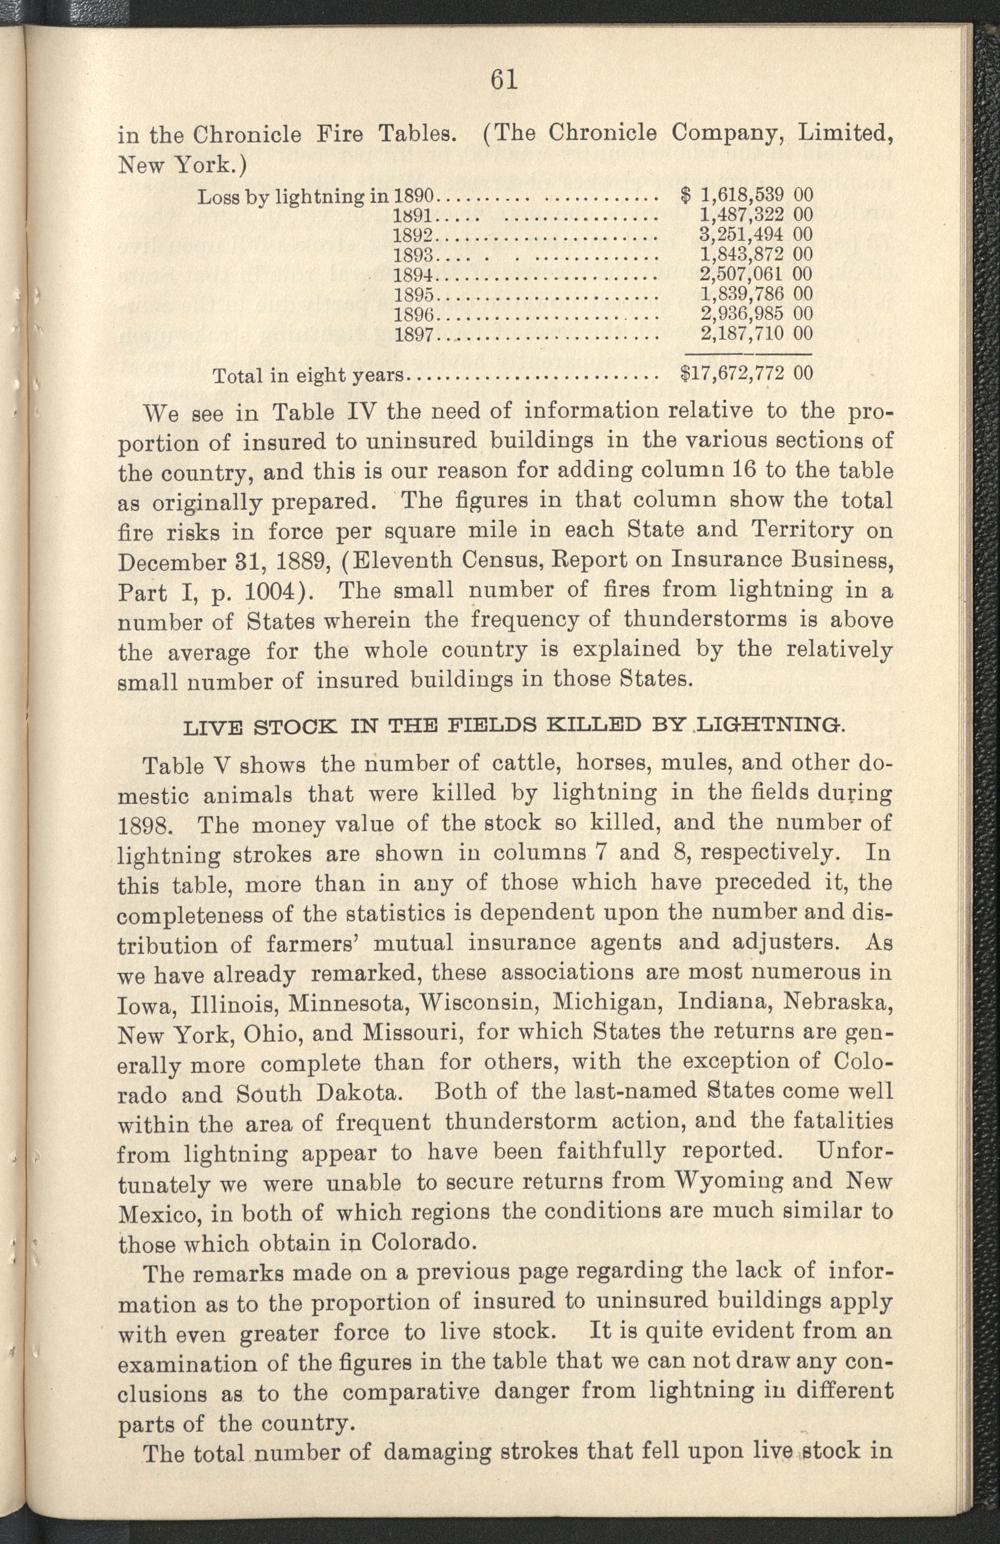 61
in the Chronicle Fire Tables. (The Chronicle Company, Limited,
New York.)
Loss by lightning in 1890.......... ............ $ 1,618,539 00
1891..... ................ 1,487,322 00
1892........................ 3,251,494 00
1893.... . . ............. 1,843,872 00
1894........................ 2,507,061 00
1895........................ 1,839,786 00
1896........................ 2,936,985 00
1897........................ 2,187,710 00
Total in eight years........................... $17,672,772 00
We see in Table IV the need of information relative to the pro-
portion of insured to uninsured buildings in the various sections of
the country, and this is our reason for adding column 16 to the table
as originally prepared. The figures in that column show the total
fire risks in force per square mile in each State and Territory on
December 31, 1889, (Eleventh Census, Report on Insurance Business,
Part I, p. 1004). The small number of fires from lightning in a
number of States wherein the frequency of thunderstorms is above
the average for the whole country is explained by the relatively
small number of insured buildings in those States.
LIVE STOCK IN THE FIELDS KILLED BY LIGHTNING.
Table V shows the number of cattle, horses, mules, and other do-
mestic animals that were killed by lightning in the fields during
1898. The money value of the stock so killed, and the number of
lightning strokes are shown in columns 7 and 8, respectively. In
this table, more than in any of those which have preceded it, the
completeness of the statistics is dependent upon the number and dis-
tribution of farmers' mutual insurance agents and adjusters. As
we have already remarked, these associations are most numerous in
Iowa, Illinois, Minnesota, Wisconsin, Michigan, Indiana, Nebraska,
New York, Ohio, and Missouri, for which States the returns are gen-
erally more complete than for others, with the exception of Colo-
rado and South Dakota. Both of the last-named States come well
within the area of frequent thunderstorm action, and the fatalities
from lightning appear to have been faithfully reported. Unfor-
tunately we were unable to secure returns from Wyoming and New
Mexico, in both of which regions the conditions are much similar to
those which obtain in Colorado.
The remarks made on a previous page regarding the lack of infor-
mation as to the proportion of insured to uninsured buildings apply
with even greater force to live stock. It is quite evident from an
examination of the figures in the table that we can not draw any con-
clusions as to the comparative danger from lightning in different
parts of the country.
The total number of damaging strokes that fell upon live stock in